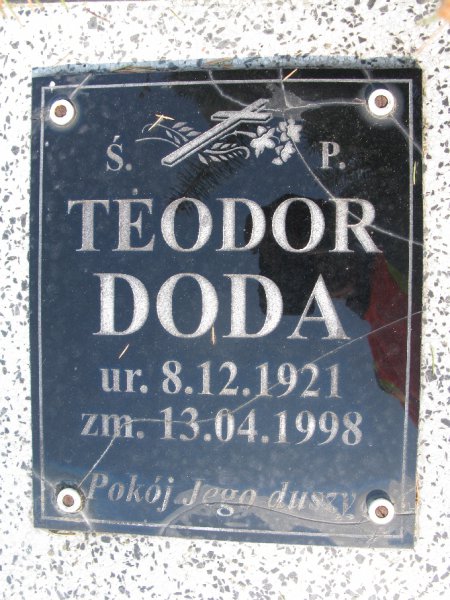 Ś. P.
TEODOR
DODA
ur. 8.12.1921
zm. 13.04.1998
Pokój Jego duszy